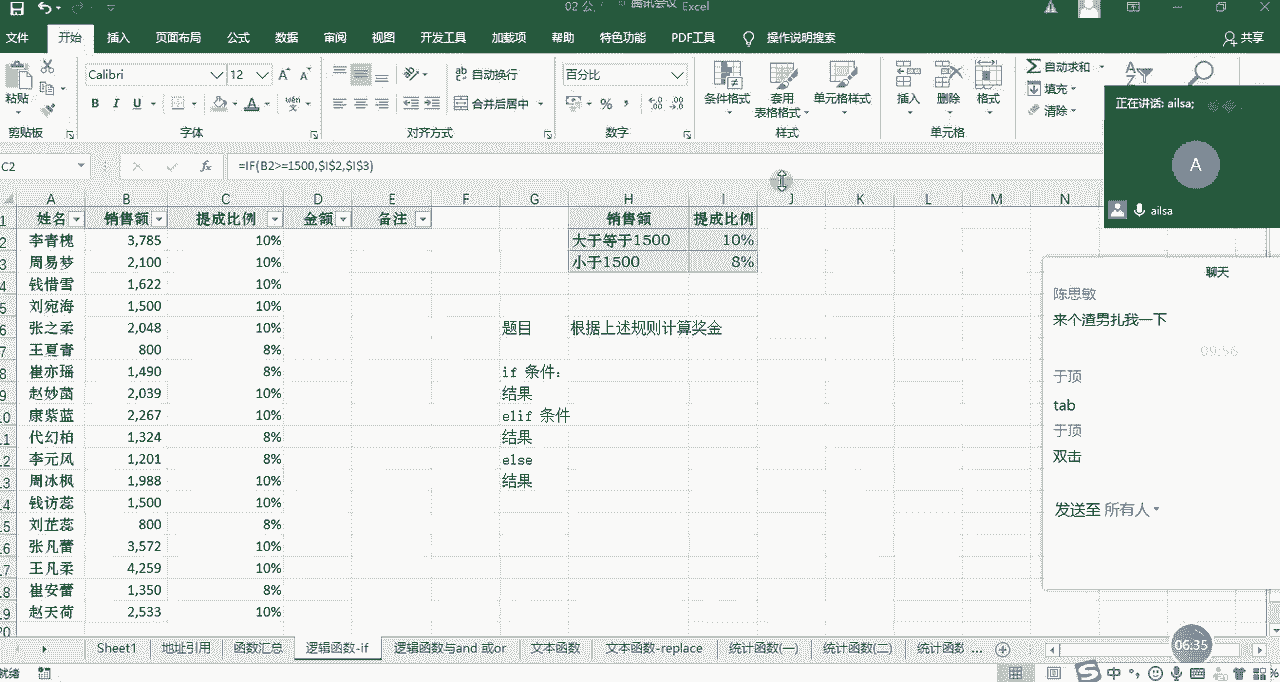 02 公 腾讯会议 Excel
文件 开始 插入 页面布局 公式 数据 审阅 视图 开发工具 加载项 帮助 特色功能 PDF工具 操作说明搜索 共享
Calibri 12 自动换行 百分比 自动求和
粘贴 B I U 合并后居中 条件格式 套用 表格格式 单元格样式 插入 删除 格式 填充 清除
剪贴板 字体 对齐方式 数字 样式 单元格
正在讲话: ailsa;
A
ailsa
C2 fx =IF(B2>=1500,$I$2,$I$3)
A B C D E F G H I J K L M N
1 姓名 销售额 提成比例 金额 备注 销售额 提成比例
2 李青槐 3,785 10% 大于等于1500 10%
3 周易梦 2,100 10% 小于1500 8%
4 钱惜雪 1,622 10%
5 刘宛海 1,500 10%
6 张之柔 2,048 10% 题目 根据上述规则计算奖金
7 王夏青 800 8%
8 崔亦瑶 1,490 8% if 条件:
9 赵妙菡 2,039 10% 结果
10 康紫蓝 2,267 10% elif 条件
11 代幻柏 1,324 8% 结果
12 李元风 1,201 8% else
13 周冰枫 1,988 10% 结果
14 钱访蕊 1,500 10%
15 刘芷蕊 800 8%
16 张凡蕾 3,572 10%
17 王凡柔 4,259 10%
18 崔安蕾 1,350 8%
19 赵天荷 2,533 10%
20
聊天
陈思敏
来个渣男扎我一下
09:56
于顶
tab
于顶
双击
发送至 所有人
Sheet1 地址引用 函数汇总 逻辑函数-if 逻辑函数与and 或or 文本函数 文本函数-replace 统计函数(一) 统计函数(二) 统计函数 ...
06:35
就绪 中 %